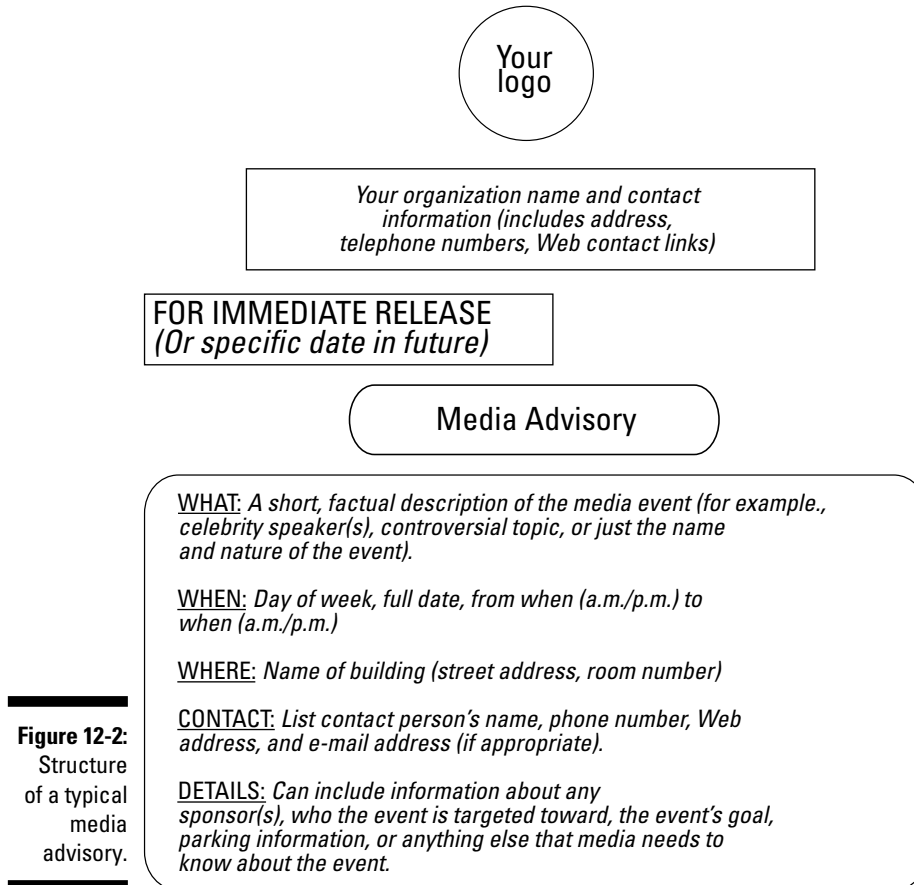 Your
logo
Your organization name and contact
information (includes address,
telephone numbers, Web contact links)
FOR IMMEDIATE RELEASE
(Or specific date in future)
Media Advisory
WHAT: A short, factual description of the media event (for example.,
celebrity speaker(s), controversial topic, or just the name
and nature of the event).
WHEN: Day of week, full date, from when (a.m./p.m.) to
when (a.m./p.m.)
WHERE: Name of building (street address, room number)
CONTACT: List contact person's name, phone number, Web
address, and e-mail address (if appropriate).
DETAILS: Can include information about any
sponsor(s), who the event is targeted toward, the event's goal,
parking information, or anything else that media needs to
know about the event.
Figure 12-2:
Structure
of a typical
media
advisory.